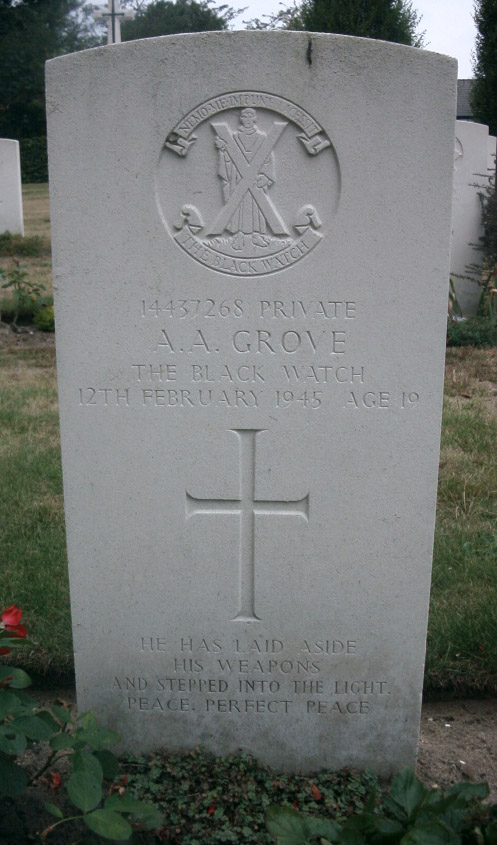 NEMO ME IMPUNE LACESSIT
THE BLACK WATCH
14437268 PRIVATE
A. A. GROVE
THE BLACK WATCH
12TH FEBRUARY 1945 AGE 19
HE HAS LAID ASIDE
HIS WEAPONS
AND STEPPED INTO THE LIGHT.
PEACE, PERFECT PEACE